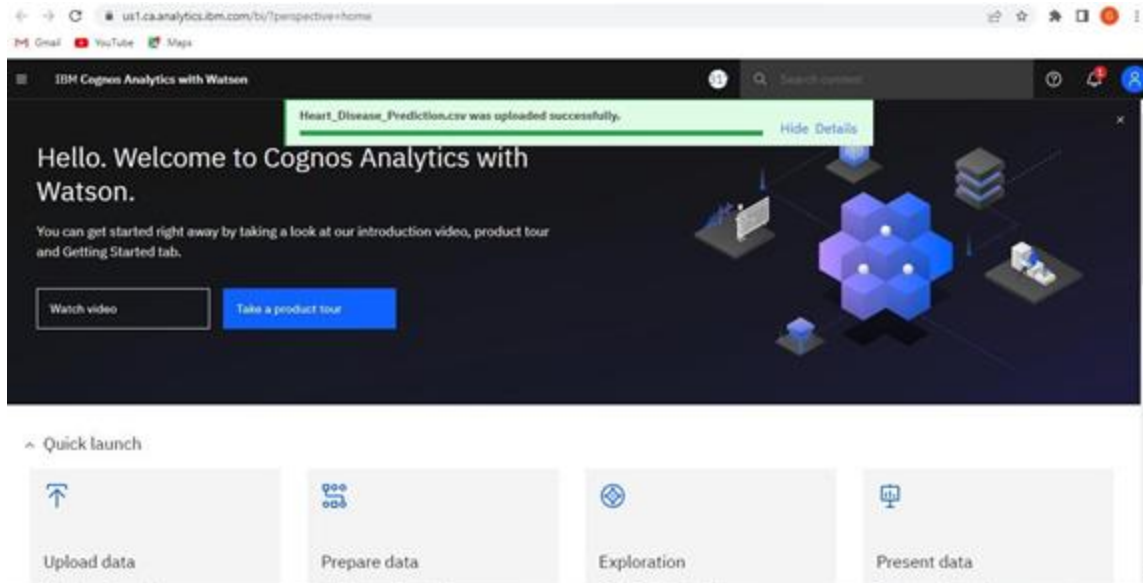 us1.ca.analytics.ibm.com/bi/?perspective=home
Gmail YouTube Maps
IBM Cognos Analytics with Watson
Search content
Heart_Disease_Prediction.csv was uploaded successfully.
Hide Details
Hello. Welcome to Cognos Analytics with
Watson.
You can get started right away by taking a look at our introduction video, product tour
and Getting Started tab.
Watch video
Take a product tour
Quick launch
Upload data
Prepare data
Exploration
Present data